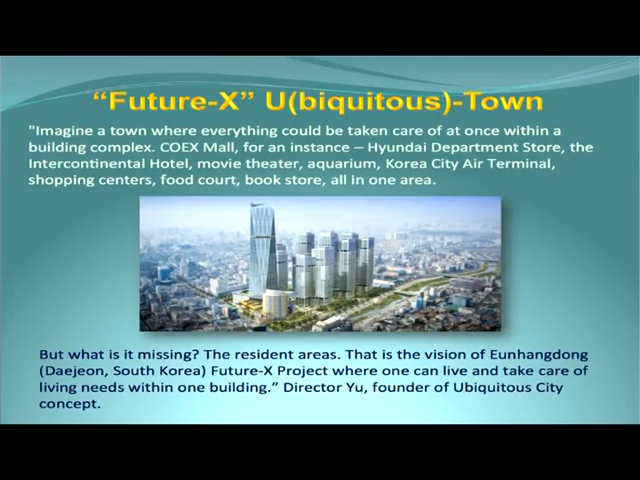 “Future-X” U(biquitous)-Town
"Imagine a town where everything could be taken care of at once within a
building complex. COEX Mall, for an instance – Hyundai Department Store, the
Intercontinental Hotel, movie theater, aquarium, Korea City Air Terminal,
shopping centers, food court, book store, all in one area.
But what is it missing? The resident areas. That is the vision of Eunhangdong
(Daejeon, South Korea) Future-X Project where one can live and take care of
living needs within one building.” Director Yu, founder of Ubiquitous City
concept.